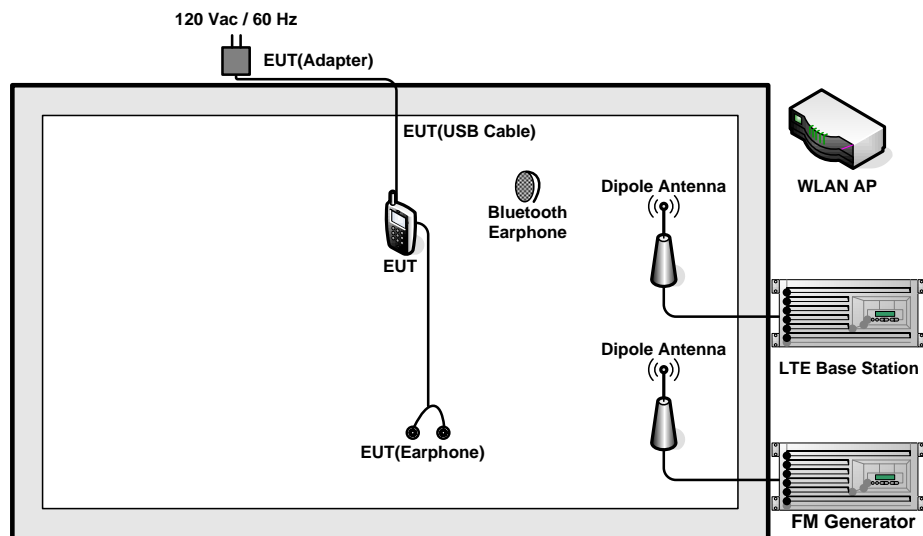 120 Vac / 60 Hz
EUT(Adapter)
EUT(USB Cable)
WLAN AP
Dipole Antenna
Bluetooth
Earphone
EUT
Dipole Antenna
LTE Base Station
EUT(Earphone)
FM Generator